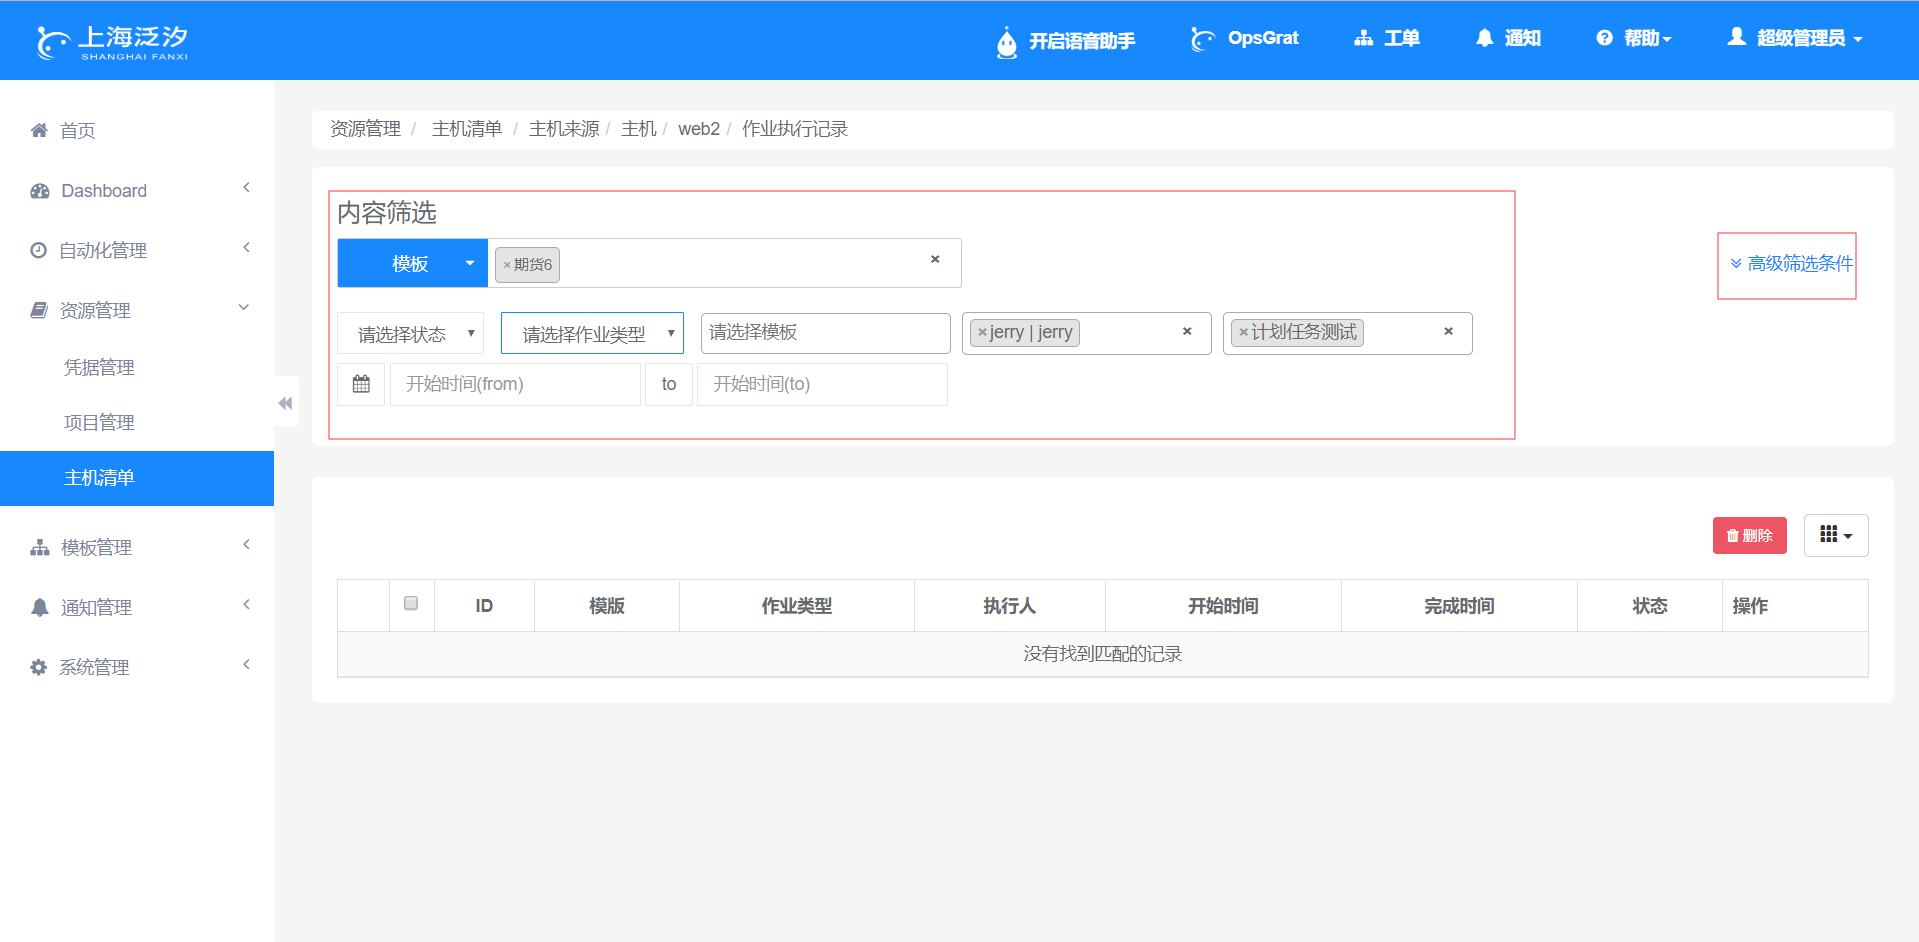 上海泛汐
SHANGHAI FANXI
开启语音助手
OpsGrat
工单
通知
帮助
超级管理员
首页
Dashboard
自动化管理
资源管理
凭据管理
项目管理
主机清单
模板管理
通知管理
系统管理
资源管理 / 主机清单 / 主机来源 / 主机 / web2 / 作业执行记录
内容筛选
模板 ×期货6 ×
高级筛选条件
请选择状态 请选择作业类型 请选择模板 ×jerry | jerry × ×计划任务测试 ×
开始时间(from) to 开始时间(to)
删除
ID 模版 作业类型 执行人 开始时间 完成时间 状态 操作
没有找到匹配的记录